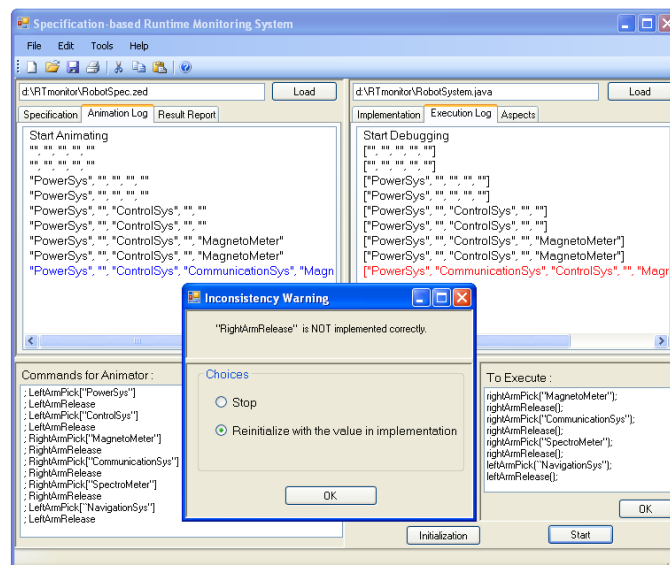 Specification-based Runtime Monitoring System
File Edit Tools Help
d:\RTmonitor\RobotSpec.zed Load
Specification Animation Log Result Report
Start Animating
"", "", "", "", ""
"", "", "", "", ""
"PowerSys", "", "", "", ""
"PowerSys", "", "", "", ""
"PowerSys", "", "ControlSys", "", ""
"PowerSys", "", "ControlSys", "", ""
"PowerSys", "", "ControlSys", "", "MagnetoMeter"
"PowerSys", "", "ControlSys", "", "MagnetoMeter"
"PowerSys", "", "ControlSys", "CommunicationSys", "Magn
d:\RTmonitor\RobotSystem.java Load
Implementation Execution Log Aspects
Start Debugging
["", "", "", "", ""]
["", "", "", "", ""]
["PowerSys", "", "", "", ""]
["PowerSys", "", "", "", ""]
["PowerSys", "", "ControlSys", "", ""]
["PowerSys", "", "ControlSys", "", ""]
["PowerSys", "", "ControlSys", "", "MagnetoMeter"]
["PowerSys", "", "ControlSys", "", "MagnetoMeter"]
["PowerSys", "CommunicationSys", "ControlSys", "", "Magr
Inconsistency Warning
"RightArmRelease" is NOT implemented correctly.
Choices
Stop
Reinitialize with the value in implementation
OK
Commands for Animator :
; LeftArmPick["PowerSys"]
; LeftArmRelease
; LeftArmPick["ControlSys"]
; LeftArmRelease
; RightArmPick["MagnetoMeter"]
; RightArmRelease
; RightArmPick["CommunicationSys"]
; RightArmRelease
; RightArmPick["SpectroMeter"]
; RightArmRelease
; LeftArmPick[``NavigationSys"]
; LeftArmRelease
To Execute :
rightArmPick("MagnetoMeter");
rightArmRelease();
rightArmPick("CommunicationSys");
rightArmRelease();
rightArmPick("SpectroMeter");
rightArmRelease();
leftArmPick(``NavigationSys");
leftArmRelease();
OK
Initialization Start